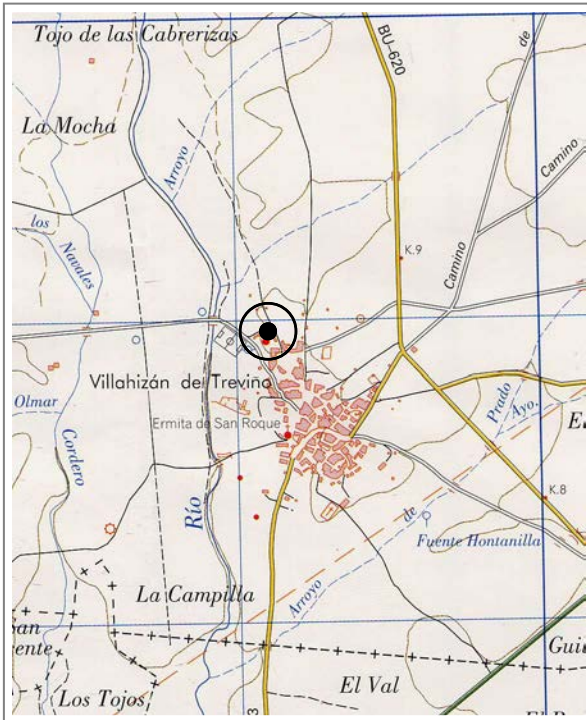 Tojo de las Cabrerizas
BU-620
de
La Mocha
Arroyo
Camino
los
Navales
K.9
Camino
Villahizán de Treviño
Olmar
Ermita de San Roque
Prado
Ayo.
Cordero
Río
de
K.8
Fuente Hontanilla
La Campilla
Arroyo
El Val
Los Tojos